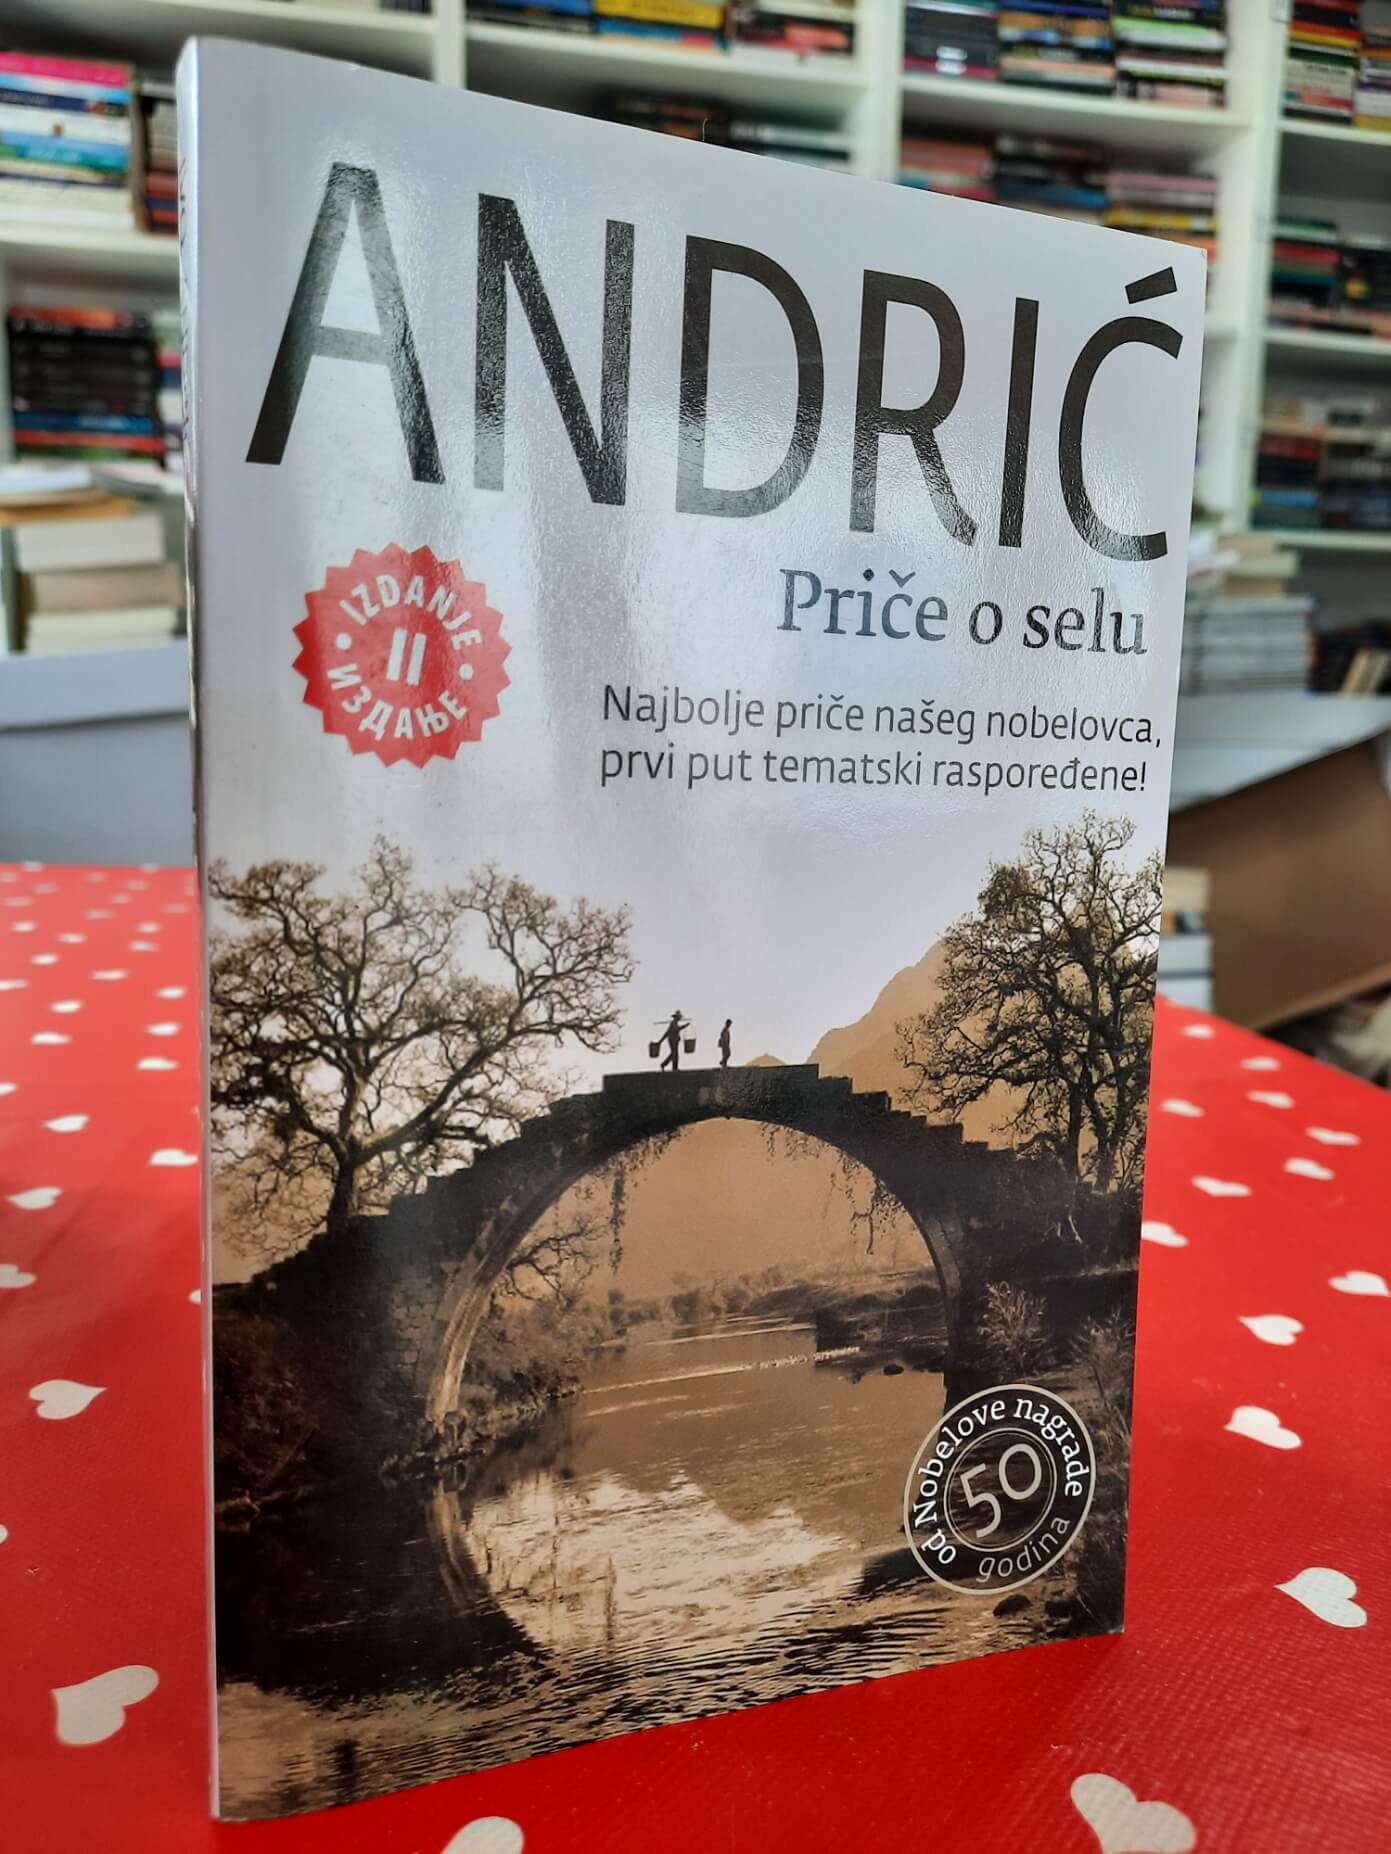 ANDRIĆ
Priče o selu
Najbolje priče našeg nobelovca,
prvi put tematski raspoređene!
IZDANJE
II
ИЗДАЊЕ
od Nobelove nagrade
50
godina